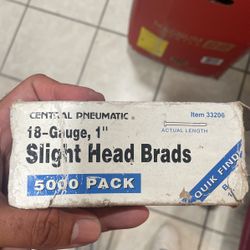 CENTRAL PNEUMATIC®
Item 33206
18-Gauge, 1"
ACTUAL LENGTH
Slight Head Brads
5000 PACK
QUIK FIND